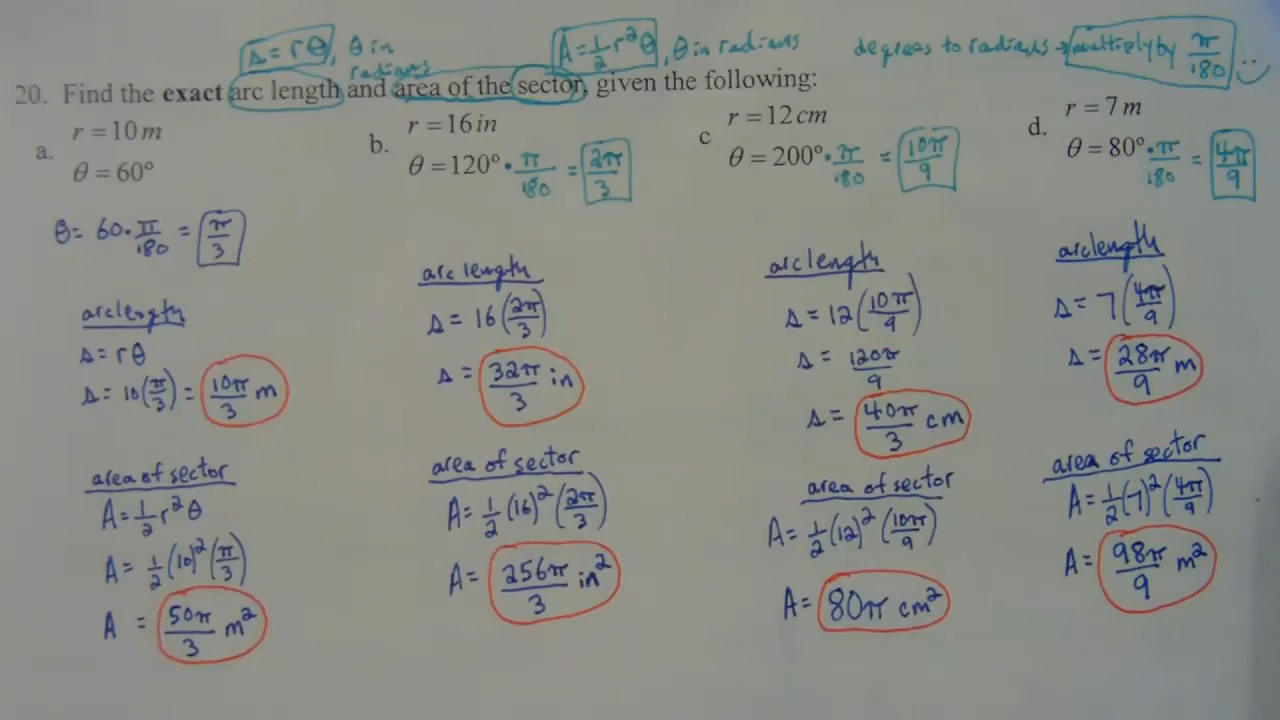 s = rθ, θ in radians
A = 1/2 r²θ, θ in radians
degrees to radians → multiply by π/180
20. Find the exact arc length and area of the sector, given the following:
a. r = 10 m
θ = 60°
θ = 60 · π/180 = π/3
arc length
s = rθ
s = 10(π/3) = 10π/3 m
area of sector
A = 1/2 r²θ
A = 1/2 (10)² (π/3)
A = 50π/3 m²
b. r = 16 in
θ = 120° · π/180 = 2π/3
arc length
s = 16(2π/3)
s = 32π/3 in
area of sector
A = 1/2 (16)² (2π/3)
A = 256π/3 in²
c r = 12 cm
θ = 200° · π/180 = 10π/9
arc length
s = 12(10π/9)
s = 120π/9
s = 40π/3 cm
area of sector
A = 1/2 (12)² (10π/9)
A = 80π cm²
d. r = 7 m
θ = 80° · π/180 = 4π/9
arc length
s = 7(4π/9)
s = 28π/9 m
area of sector
A = 1/2 (7)² (4π/9)
A = 98π/9 m²